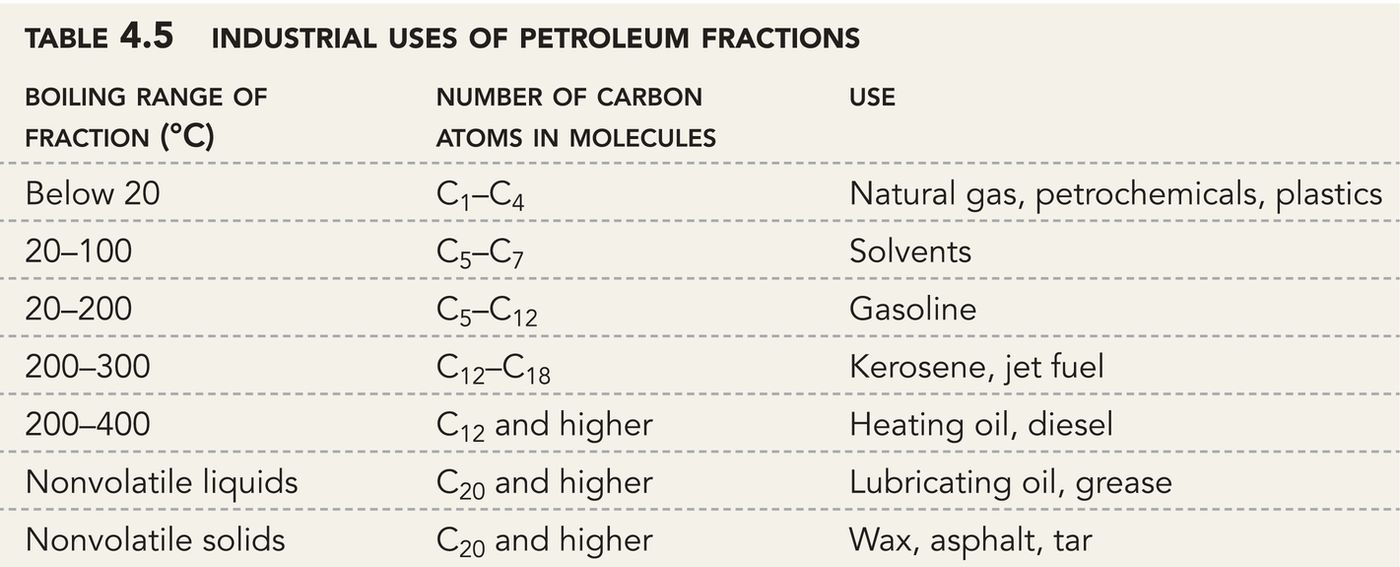 TABLE 4.5 INDUSTRIAL USES OF PETROLEUM FRACTIONS
BOILING RANGE OF NUMBER OF CARBON USE
FRACTION (°C) ATOMS IN MOLECULES
Below 20 C₁–C₄ Natural gas, petrochemicals, plastics
20–100 C₅–C₇ Solvents
20–200 C₅–C₁₂ Gasoline
200–300 C₁₂–C₁₈ Kerosene, jet fuel
200–400 C₁₂ and higher Heating oil, diesel
Nonvolatile liquids C₂₀ and higher Lubricating oil, grease
Nonvolatile solids C₂₀ and higher Wax, asphalt, tar